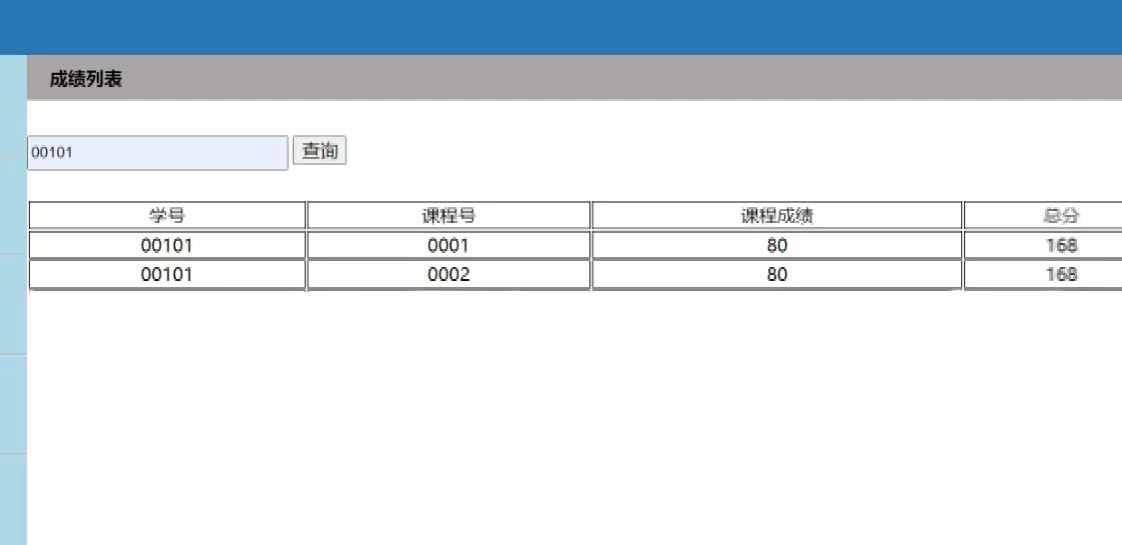 成绩列表
00101 查询
学号 课程号 课程成绩 总分
00101 0001 80 168
00101 0002 80 168